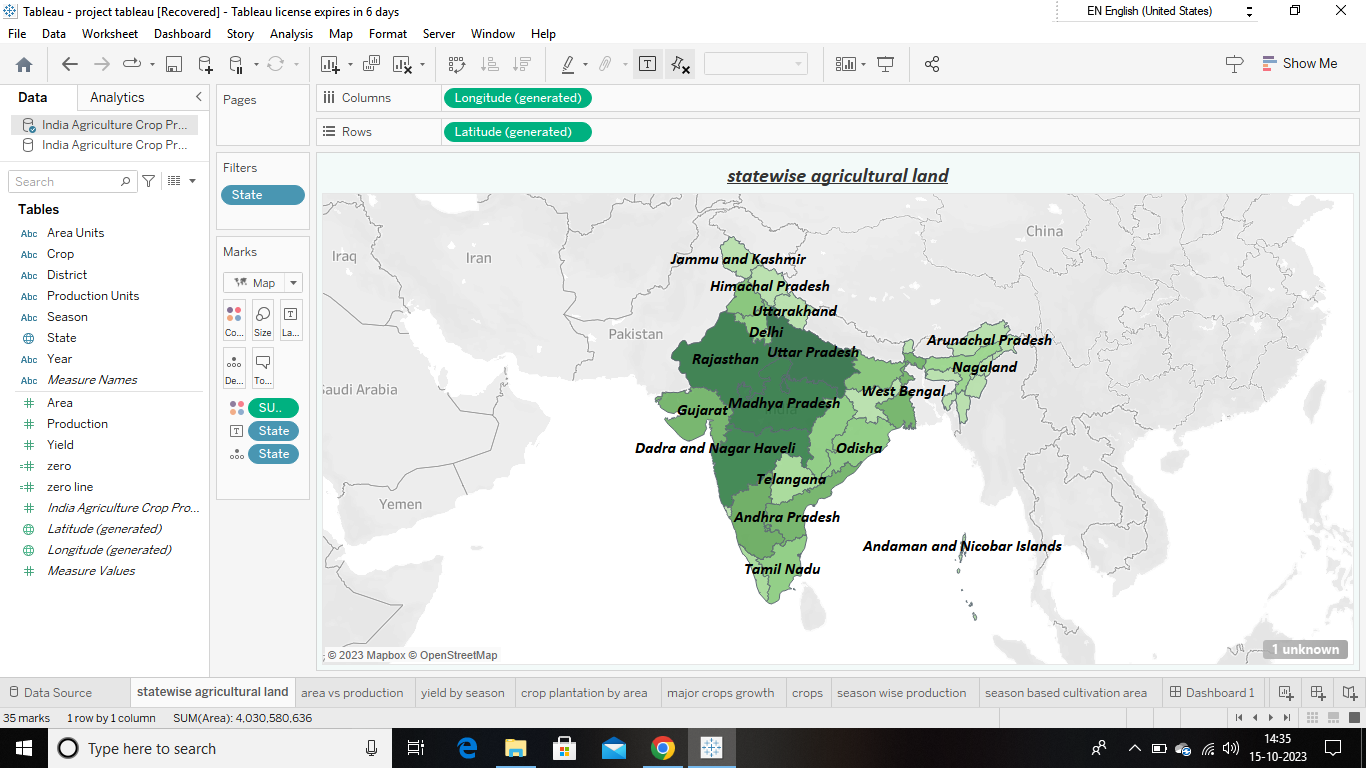 Tableau - project tableau [Recovered] - Tableau license expires in 6 days
EN English (United States)
File Data Worksheet Dashboard Story Analysis Map Format Server Window Help
Show Me
Data Analytics
India Agriculture Crop Pr...
India Agriculture Crop Pr...
Search
Tables
Abc Area Units
Abc Crop
Abc District
Abc Production Units
Abc Season
State
Abc Year
Abc Measure Names
Area
Production
Yield
zero
zero line
India Agriculture Crop Pro...
Latitude (generated)
Longitude (generated)
Measure Values
Pages
Filters
State
Marks
Map
Co...
Size
La...
De...
To...
SU..
State
State
Columns
Longitude (generated)
Rows
Latitude (generated)
statewise agricultural land
China
Iraq
Iran
Jammu and Kashmir
Himachal Pradesh
Uttarakhand
Delhi
Pakistan
Arunachal Pradesh
Rajasthan
Uttar Pradesh
Nagaland
Saudi Arabia
West Bengal
Madhya Pradesh
Gujarat
Dadra and Nagar Haveli
Odisha
Telangana
Yemen
Andhra Pradesh
Andaman and Nicobar Islands
Tamil Nadu
© 2023 Mapbox © OpenStreetMap
1 unknown
Data Source
statewise agricultural land
area vs production
yield by season
crop plantation by area
major crops growth
crops
season wise production
season based cultivation area
Dashboard 1
35 marks 1 row by 1 column SUM(Area): 4,030,580,636
Type here to search
14:35
15-10-2023